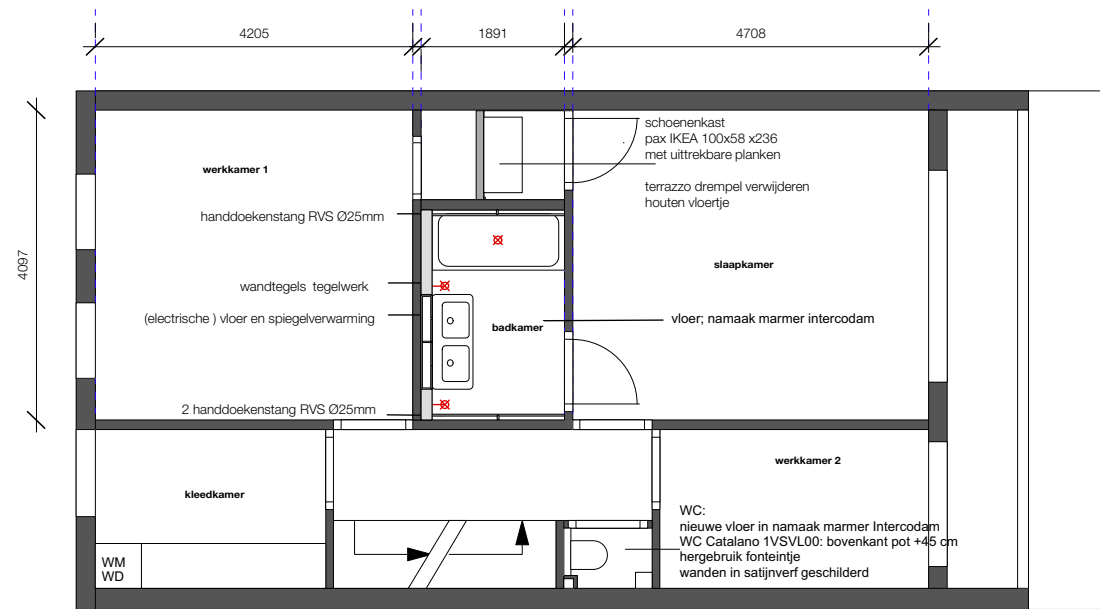 4205
1891
4708
4097
schoenenkast
pax IKEA 100x58 x236
met uittrekbare planken
terrazzo drempel verwijderen
houten vloertje
werkkamer 1
handdoekenstang RVS Ø25mm
slaapkamer
wandtegels tegelwerk
(electrische ) vloer en spiegelverwarming
badkamer
vloer; namaak marmer intercodam
2 handdoekenstang RVS Ø25mm
werkkamer 2
kleedkamer
WC:
nieuwe vloer in namaak marmer Intercodam
WC Catalano 1VSVL00: bovenkant pot +45 cm
hergebruik fonteintje
wanden in satijnverf geschilderd
WM
WD